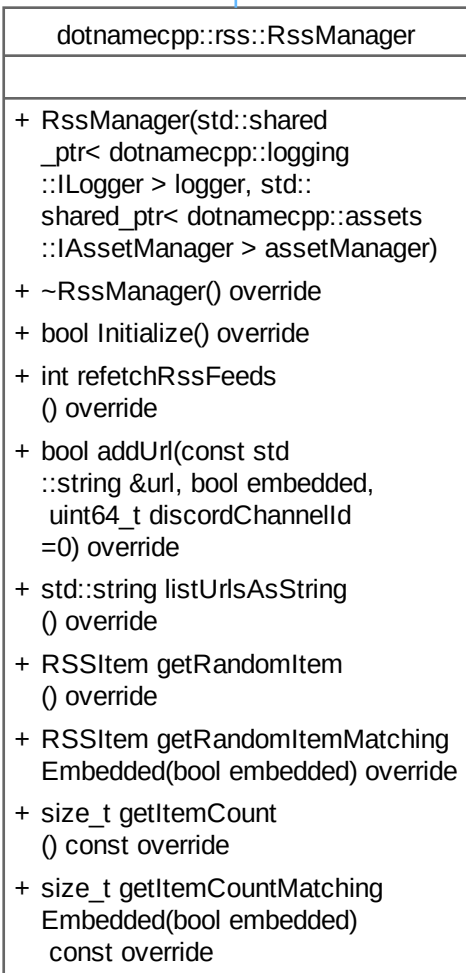 dotnamecpp::rss::RssManager
+ RssManager(std::shared
_ptr< dotnamecpp::logging
::ILogger > logger, std::
shared_ptr< dotnamecpp::assets
::IAssetManager > assetManager)
+ ~RssManager() override
+ bool Initialize() override
+ int refetchRssFeeds
() override
+ bool addUrl(const std
::string &url, bool embedded,
uint64_t discordChannelId
=0) override
+ std::string listUrlsAsString
() override
+ RSSItem getRandomItem
() override
+ RSSItem getRandomItemMatching
Embedded(bool embedded) override
+ size_t getItemCount
() const override
+ size_t getItemCountMatching
Embedded(bool embedded)
const override